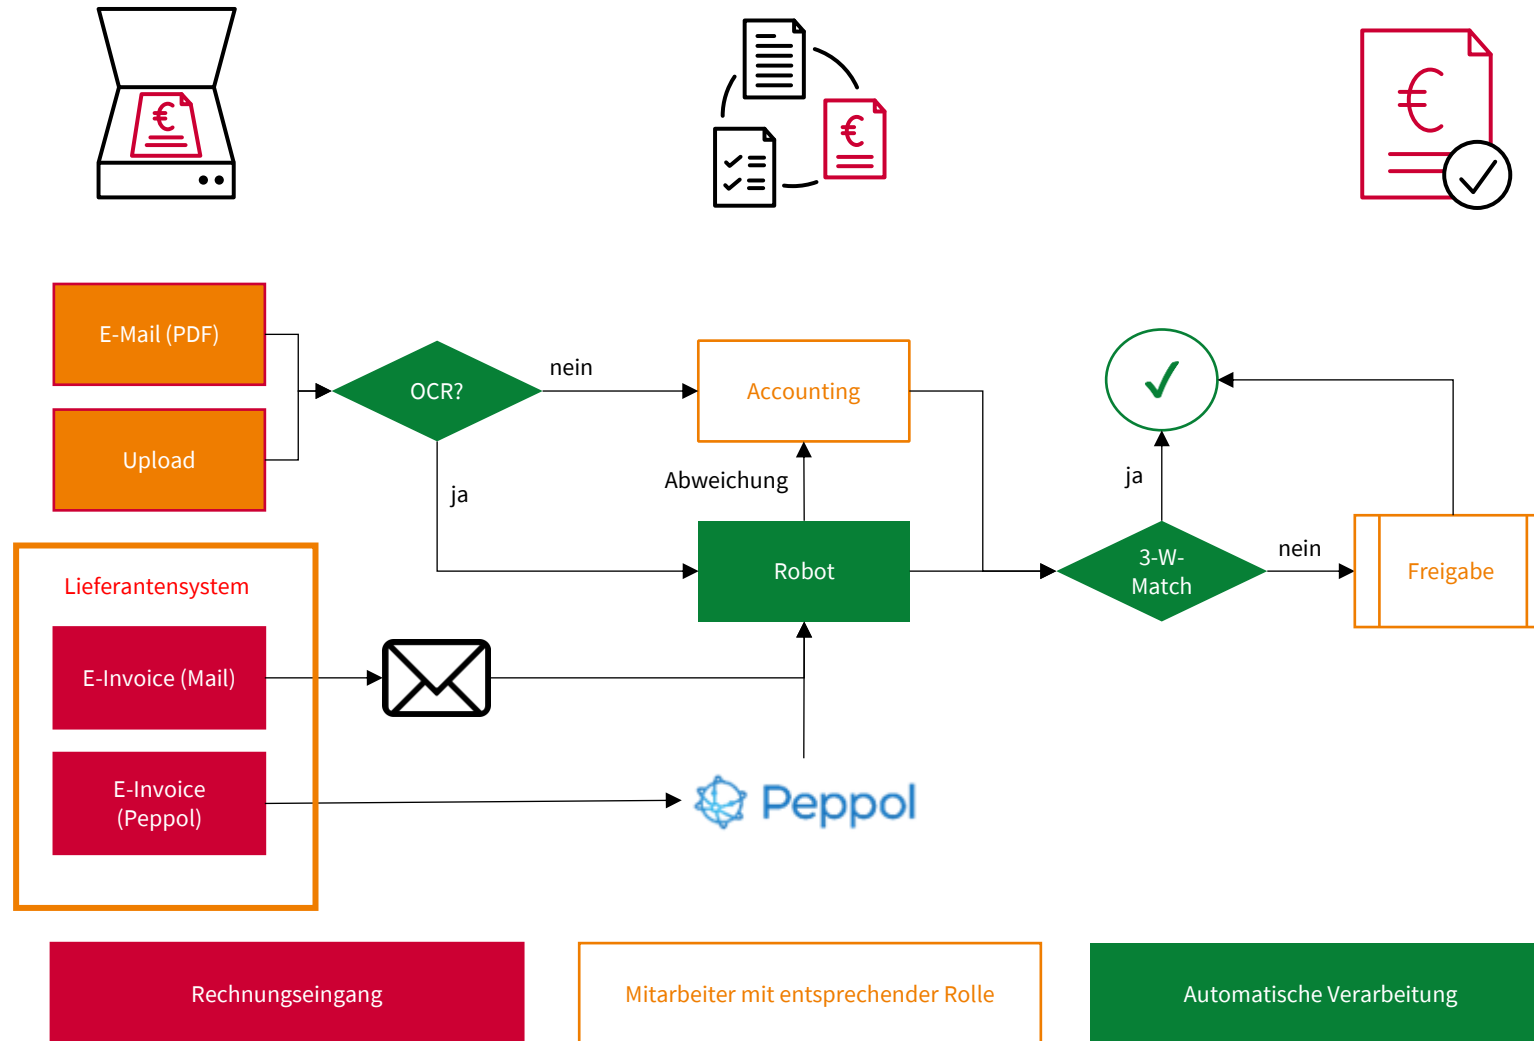 E-Mail (PDF)
Upload
OCR?
nein
ja
Accounting
Abweichung
Robot
ja
3-W-
Match
nein
Freigabe
Lieferantensystem
E-Invoice (Mail)
E-Invoice
(Peppol)
Peppol
Rechnungseingang
Mitarbeiter mit entsprechender Rolle
Automatische Verarbeitung